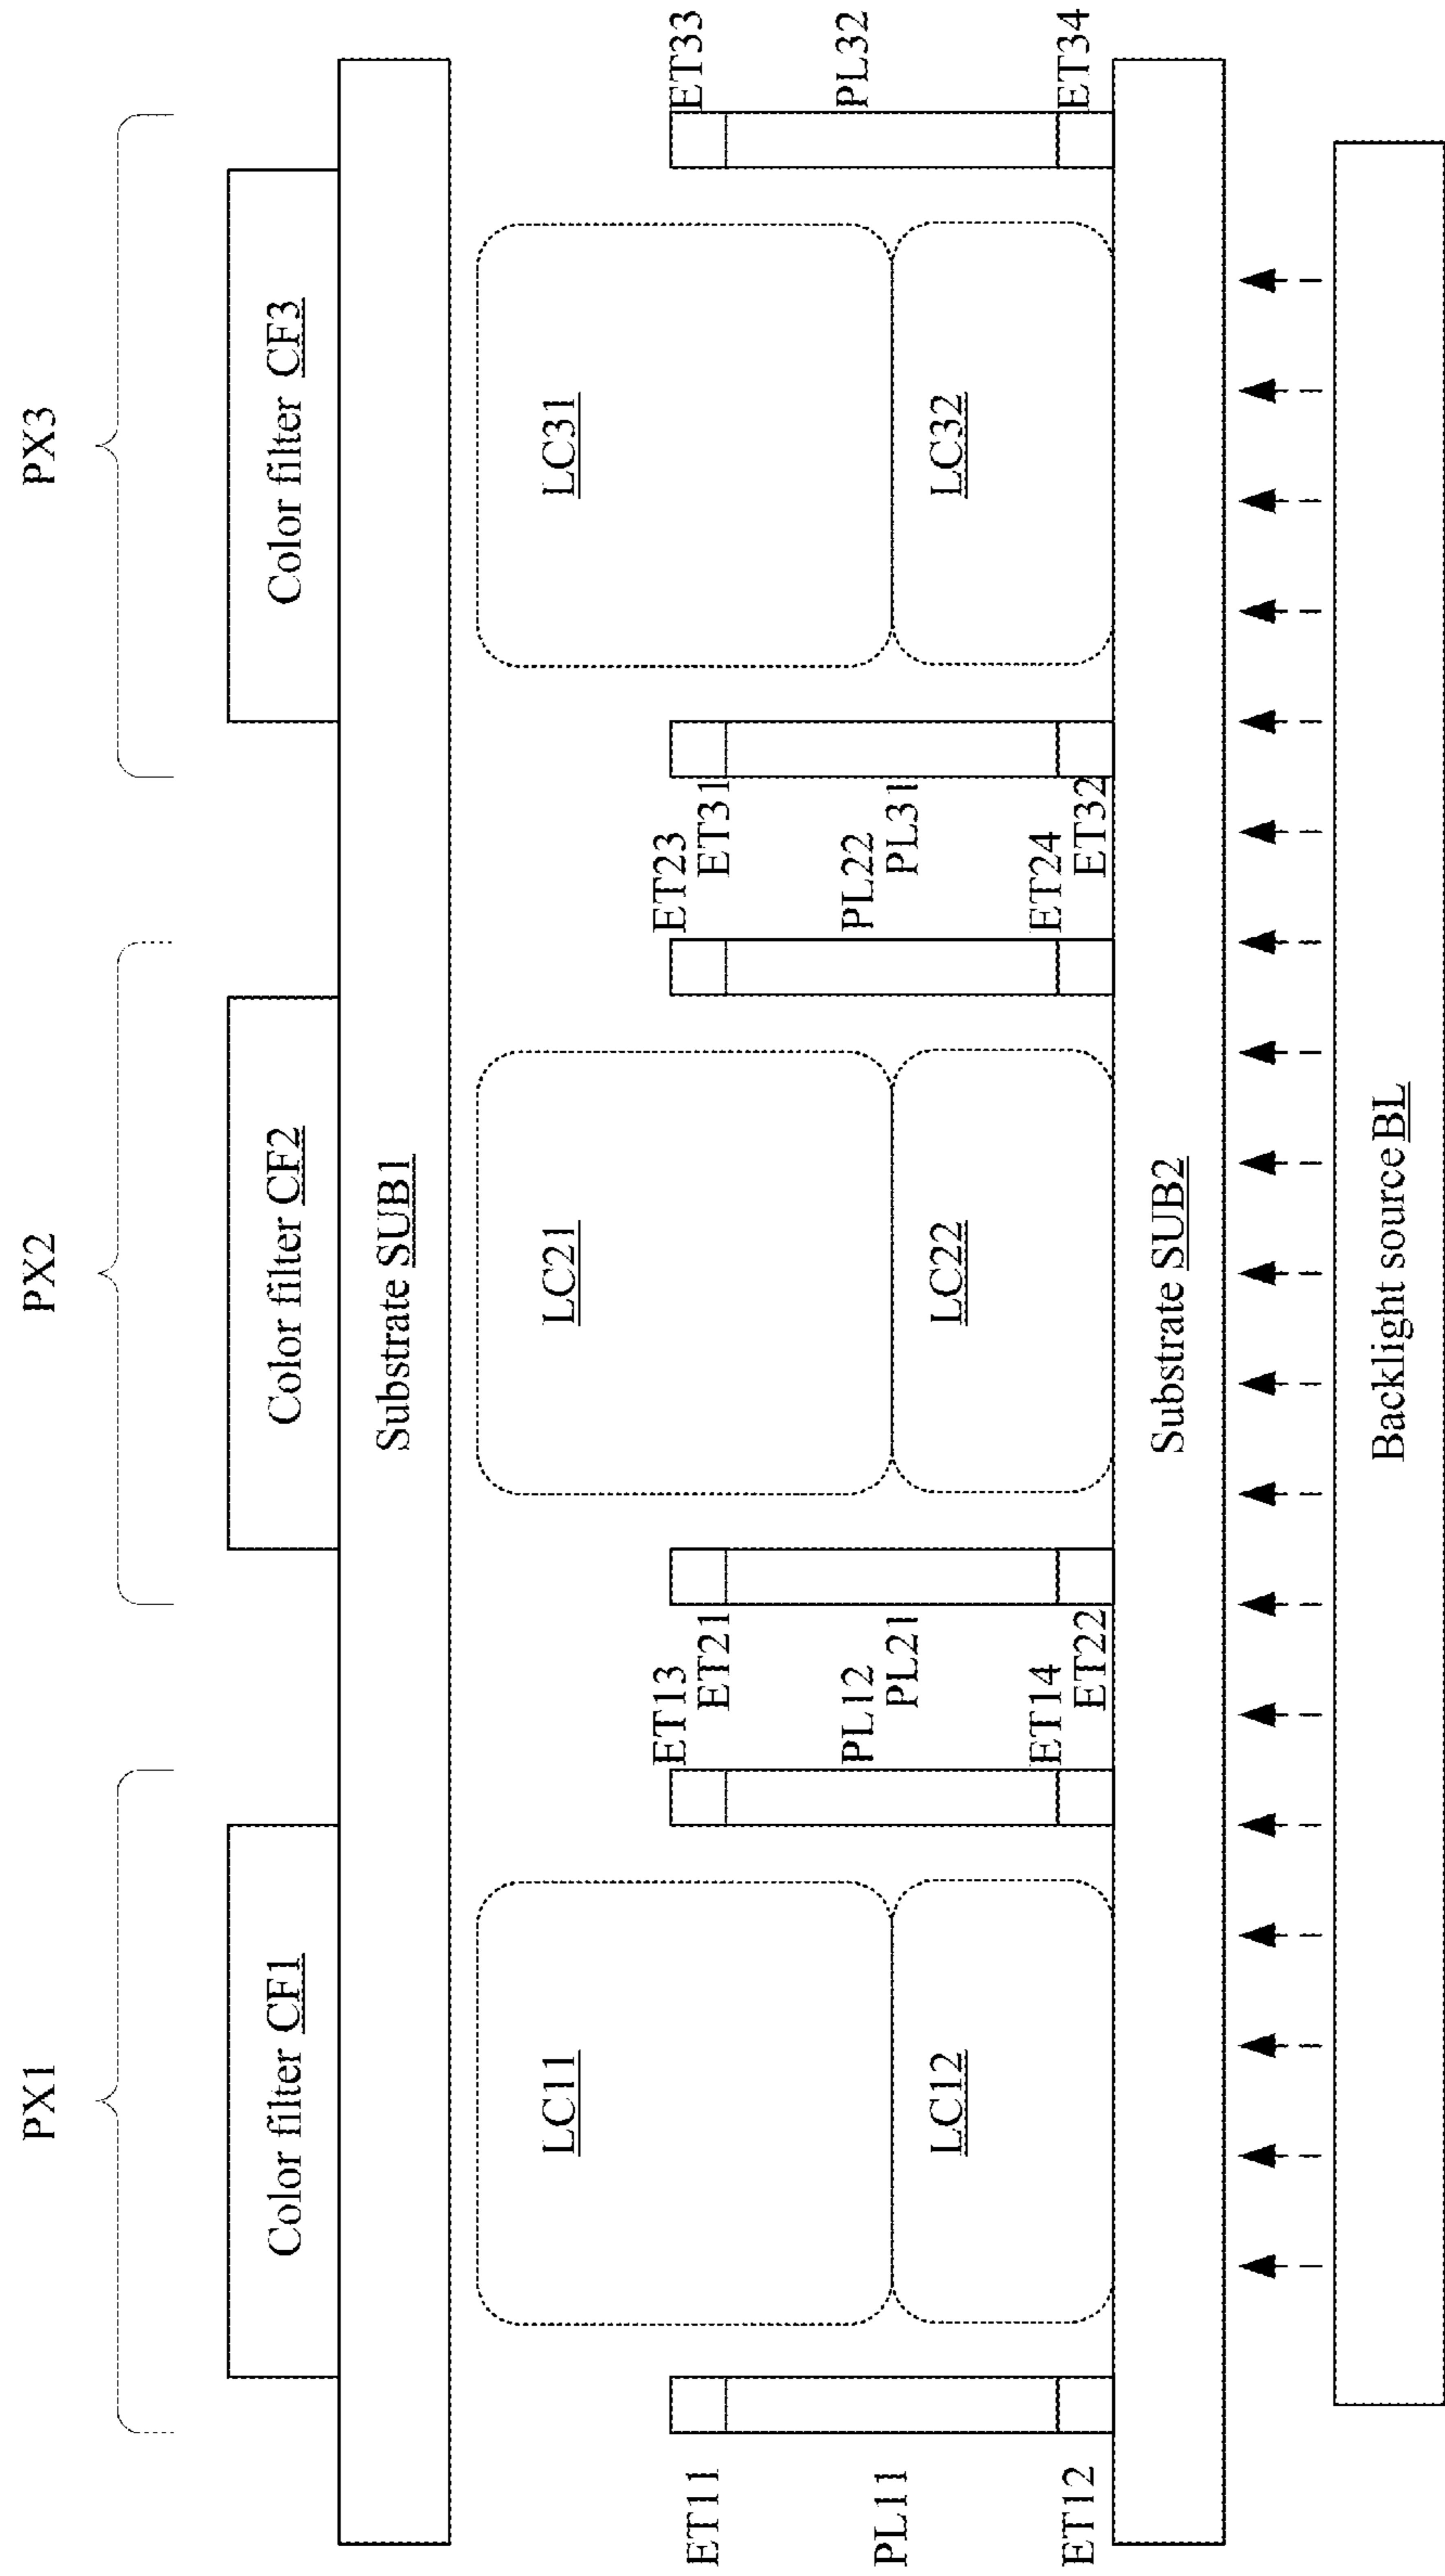 PX1
PX2
PX3
Color filter CF1
Color filter CF2
Color filter CF3
Substrate SUB1
ET13
ET23
ET33
ET11
ET21
ET31
LC11
LC21
LC31
PL12
PL22
PL32
PL11
PL21
PL31
LC12
LC22
LC32
ET14
ET24
ET34
ET12
ET22
ET32
Substrate SUB2
Backlight source BL